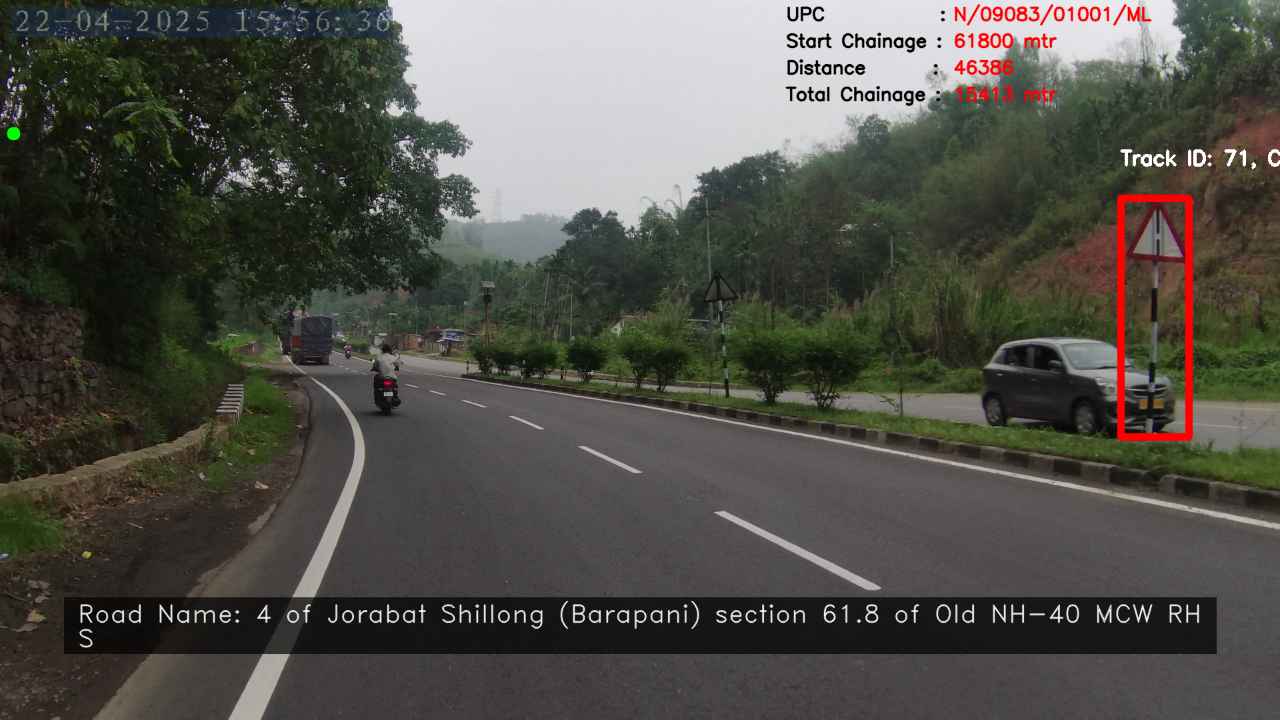 22-04-2025 15:56:36
UPC : N/09083/01001/ML
Start Chainage : 61800 mtr
Distance : 46386
Total Chainage : 15413 mtr
Track ID: 71, C
Road Name: 4 of Jorabat Shillong (Barapani) section 61.8 of Old NH-40 MCW RH
S